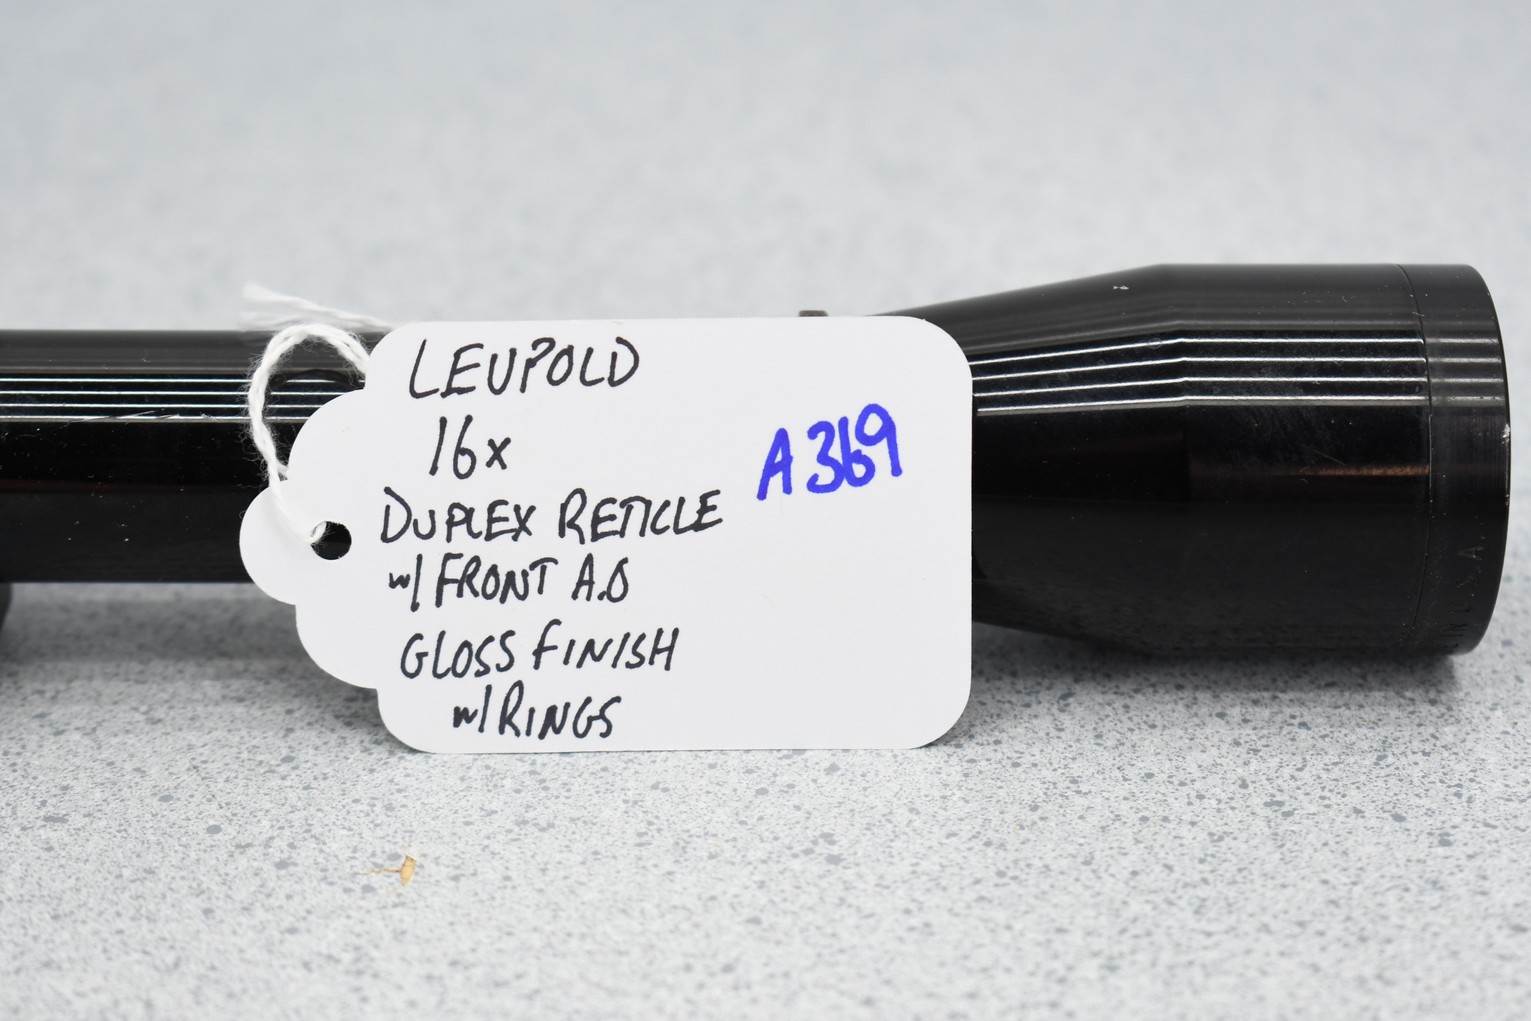 LEUPOLD
16x
A369
DUPLEX RETICLE
w/ FRONT A.O
GLOSS FINISH
w/ RINGS
U.S.A.